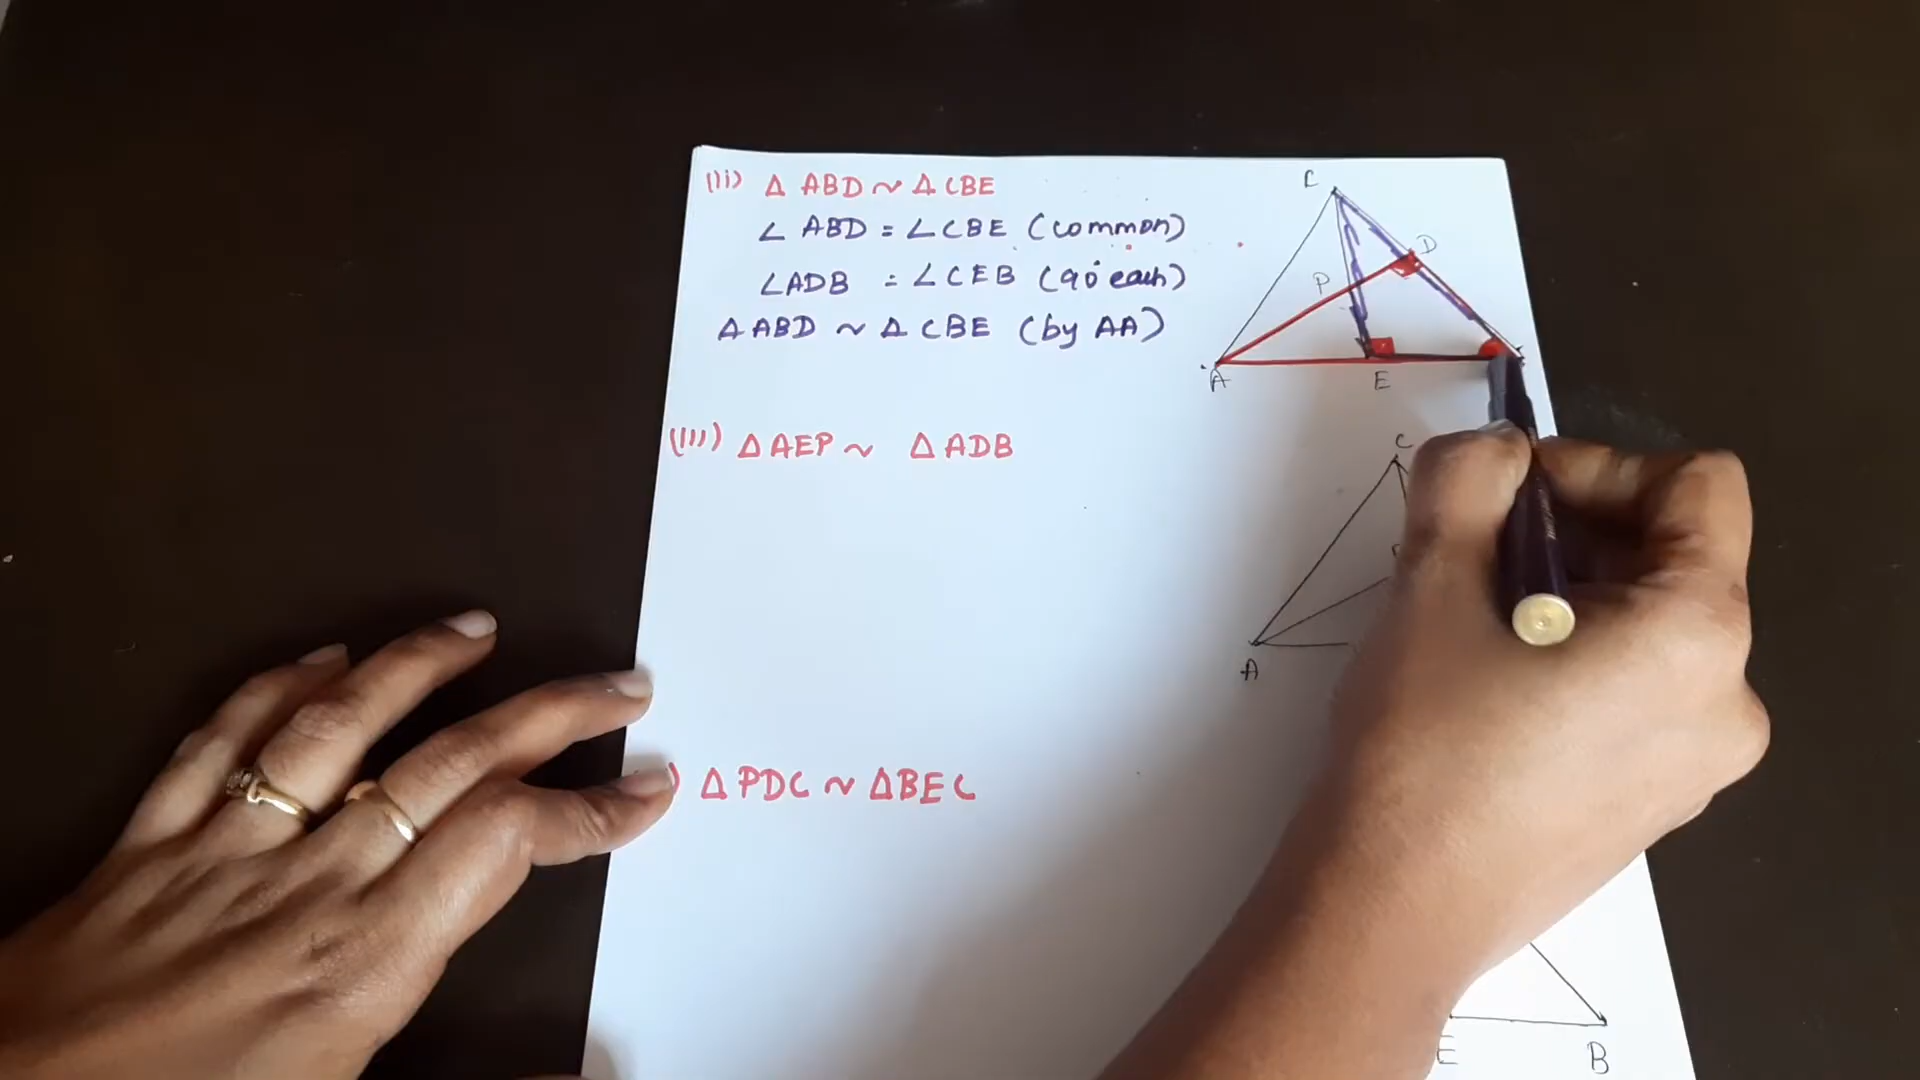 (ii) Δ ABD ~ Δ CBE
∠ ABD = ∠CBE (common)
∠ADB = ∠CEB (90° each)
Δ ABD ~ Δ CBE (by AA)
C
D
P
A
E
(iii) Δ AEP ~ Δ ADB
C
A
) Δ PDC ~ Δ BEC
E
B